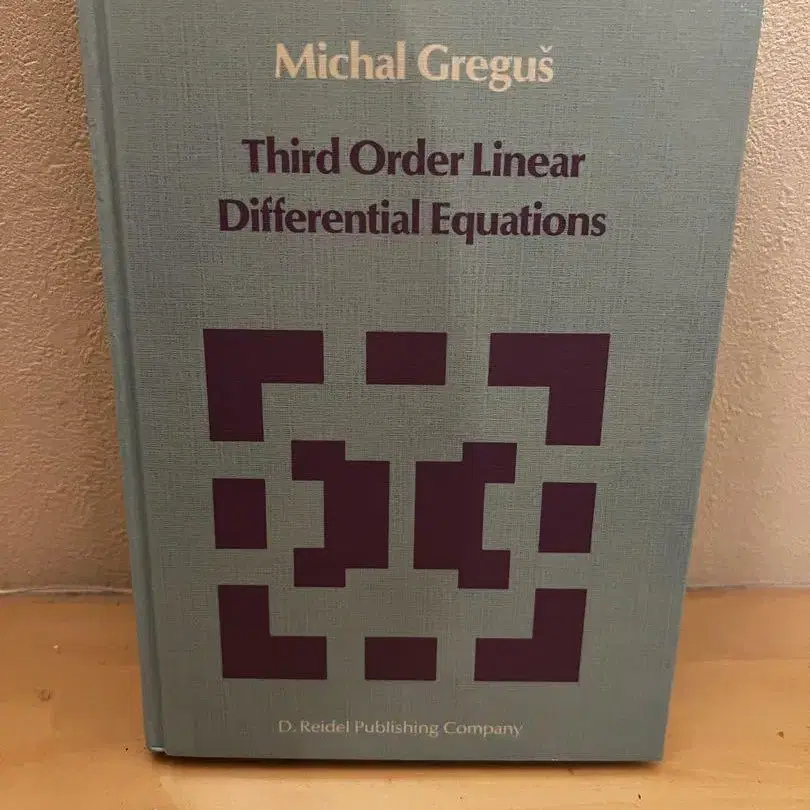 Michal Greguš
Third Order Linear
Differential Equations
D. Reidel Publishing Company